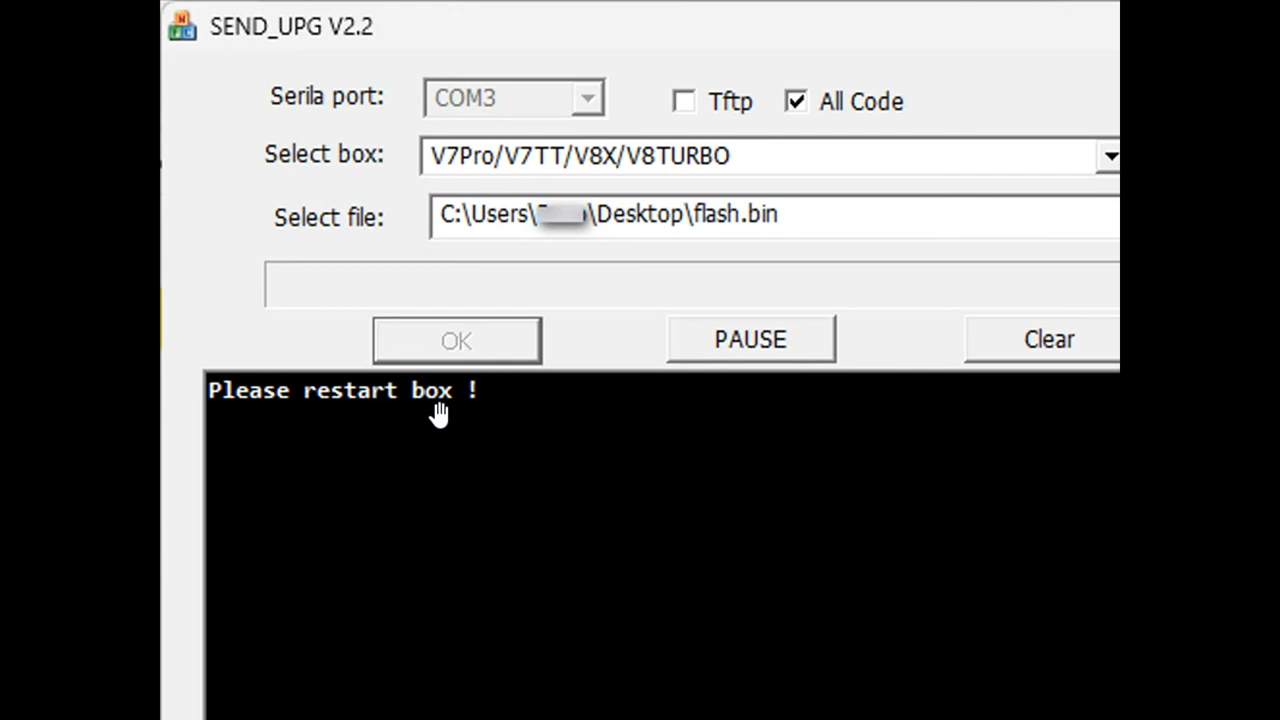 SEND_UPG V2.2
Serila port: COM3 Tftp All Code
Select box: V7Pro/V7TT/V8X/V8TURBO
Select file: C:\Users\ \Desktop\flash.bin
OK PAUSE Clear
Please restart box !